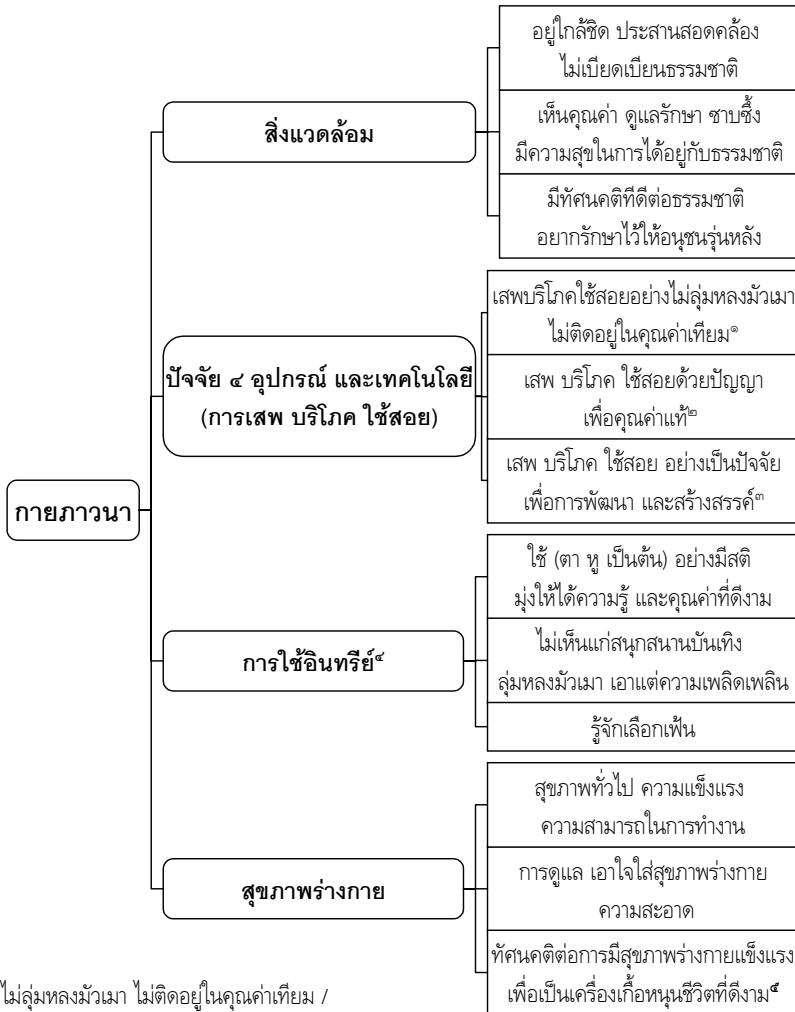 อยู่ใกล้ชิด ประสานสอดคล้อง
ไม่เบียดเบียนธรรมชาติ
สิ่งแวดล้อม
เห็นคุณค่า ดูแลรักษา ซาบซึ้ง
มีความสุขในการได้อยู่กับธรรมชาติ
มีทัศนคติที่ดีต่อธรรมชาติ
อยากรักษาไว้ให้อนุชนรุ่นหลัง
เสพบริโภคใช้สอยอย่างไม่ลุ่มหลงมัวเมา
ไม่ติดอยู่ในคุณค่าเทียม๑
ปัจจัย ๔ อุปกรณ์ และเทคโนโลยี
(การเสพ บริโภค ใช้สอย)
เสพ บริโภค ใช้สอยด้วยปัญญา
เพื่อคุณค่าแท้๒
เสพ บริโภค ใช้สอย อย่างเป็นปัจจัย
เพื่อการพัฒนา และสร้างสรรค์๓
กายภาวนา
ใช้ (ตา หู เป็นต้น) อย่างมีสติ
มุ่งให้ได้ความรู้ และคุณค่าที่ดีงาม
การใช้อินทรีย์๔
ไม่เห็นแก่สนุกสนานบันเทิง
ลุ่มหลงมัวเมา เอาแต่ความเพลิดเพลิน
รู้จักเลือกเฟ้น
สุขภาพทั่วไป ความแข็งแรง
ความสามารถในการทำงาน
สุขภาพร่างกาย
การดูแล เอาใจใส่สุขภาพร่างกาย
ความสะอาด
ทัศนคติต่อการมีสุขภาพร่างกายแข็งแรง
เพื่อเป็นเครื่องเกื้อหนุนชีวิตที่ดีงาม๕
ไม่ลุ่มหลงมัวเมา ไม่ติดอยู่ในคุณค่าเทียม /